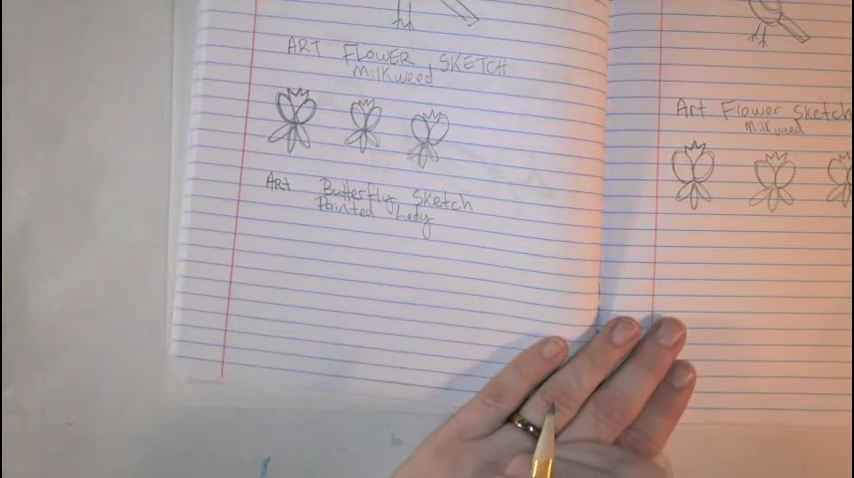 ART FLOWER SKETCH
Milkweed
Art Butterfly Sketch
Painted Lady
Art Flower Sketch
Milkweed